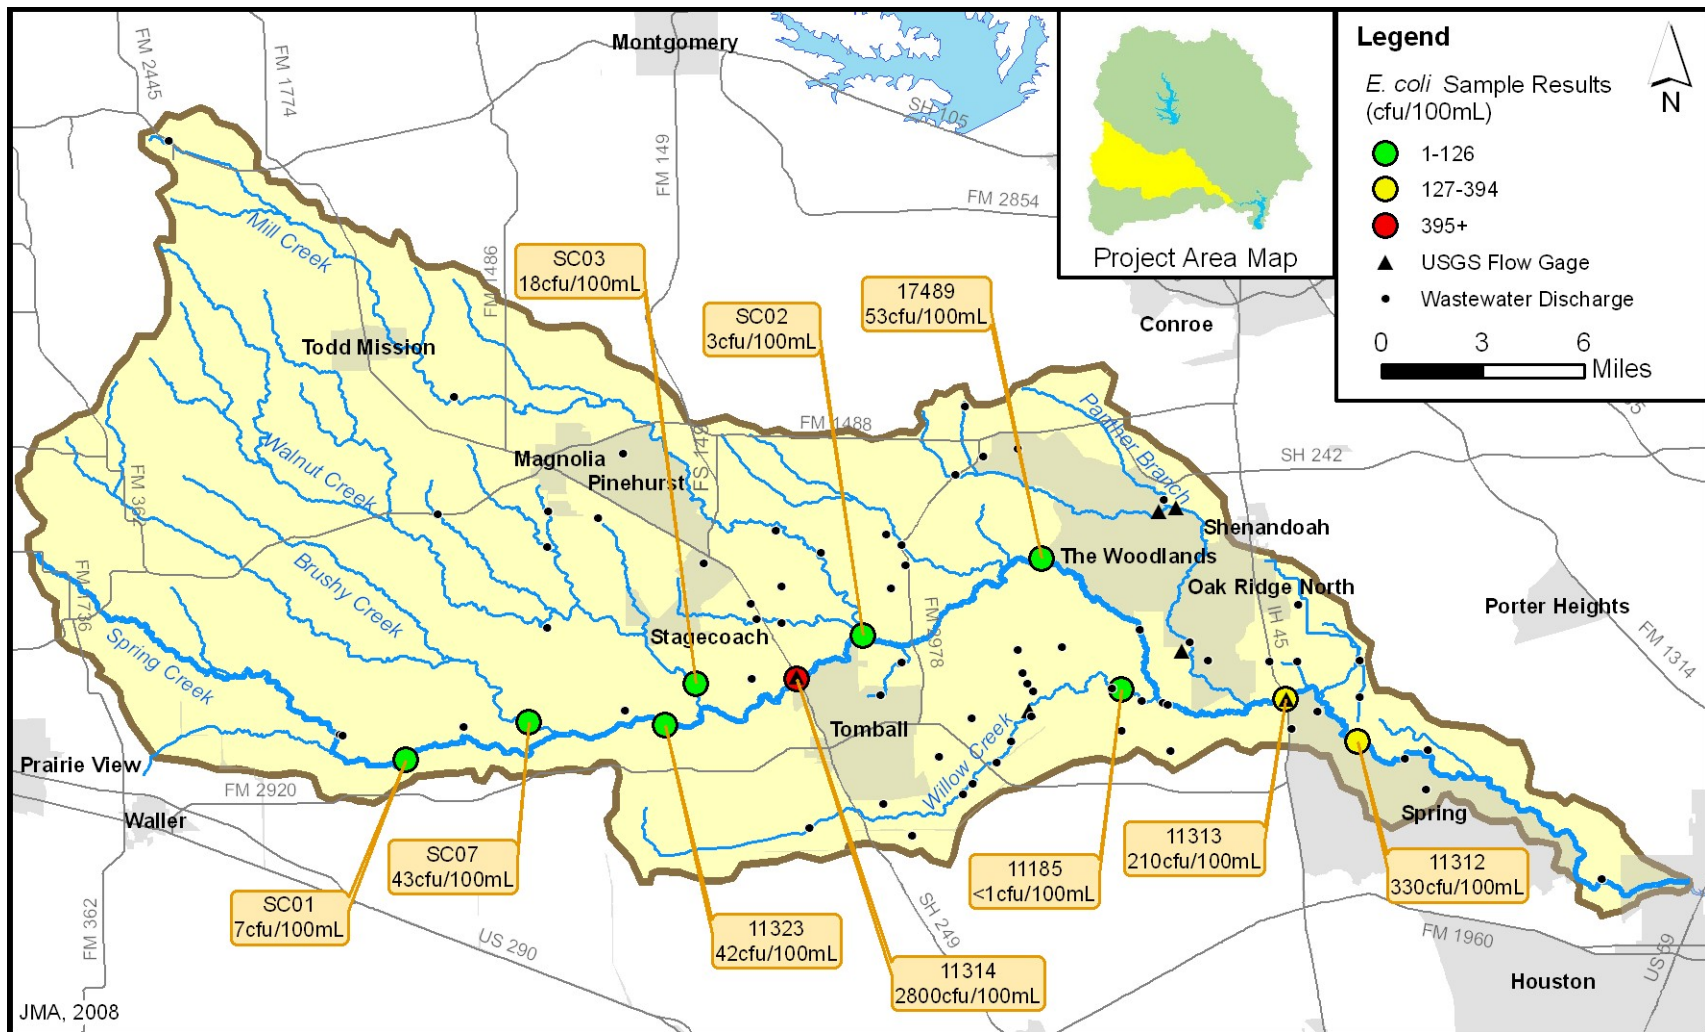 Montgomery
FM 2445
FM 1774
FM 149
SH 105
FM 2854
FM 1486
Project Area Map
Legend
E. coli Sample Results
(cfu/100mL)
1-126
127-394
395+
USGS Flow Gage
Wastewater Discharge
0 3 6
Miles
N
Mill Creek
SC03
18cfu/100mL
SC02
3cfu/100mL
17489
53cfu/100mL
Conroe
Todd Mission
FM 1488
Panther Branch
SH 242
Magnolia
Pinehurst
FS 149
Walnut Creek
FM 362
Shenandoah
The Woodlands
Oak Ridge North
Porter Heights
FM 1314
IH 45
FM 2978
Brushy Creek
FM 1736
Spring Creek
Stagecoach
Tomball
Willow Creek
Prairie View
FM 2920
Waller
Spring
SC07
43cfu/100mL
SC01
7cfu/100mL
11323
42cfu/100mL
11314
2800cfu/100mL
11185
<1cfu/100mL
11313
210cfu/100mL
11312
330cfu/100mL
FM 362
US 290
SH 249
FM 1960
US 59
Houston
JMA, 2008